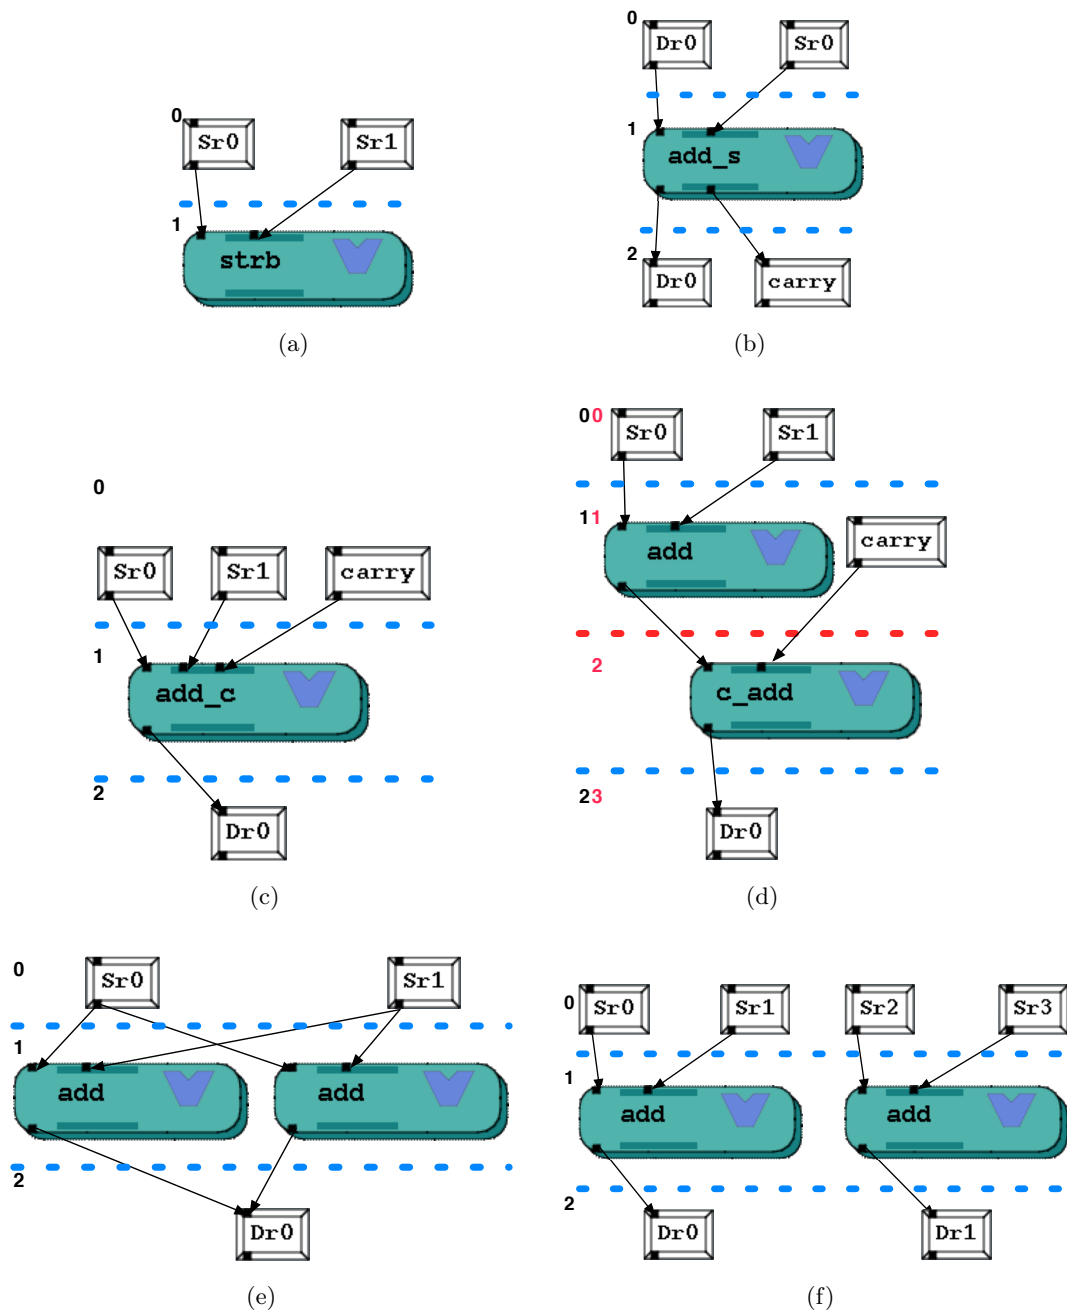 0
Sr0 Sr1
1
strb
(a)
0
Dr0 Sr0
1
add_s
2
Dr0 carry
(b)
0
Sr0 Sr1 carry
1
add_c
2
Dr0
(c)
00
Sr0 Sr1
11
add carry
2
c_add
23
Dr0
(d)
0
Sr0 Sr1
1
add add
2
Dr0
(e)
0
Sr0 Sr1 Sr2 Sr3
1
add add
2
Dr0 Dr1
(f)